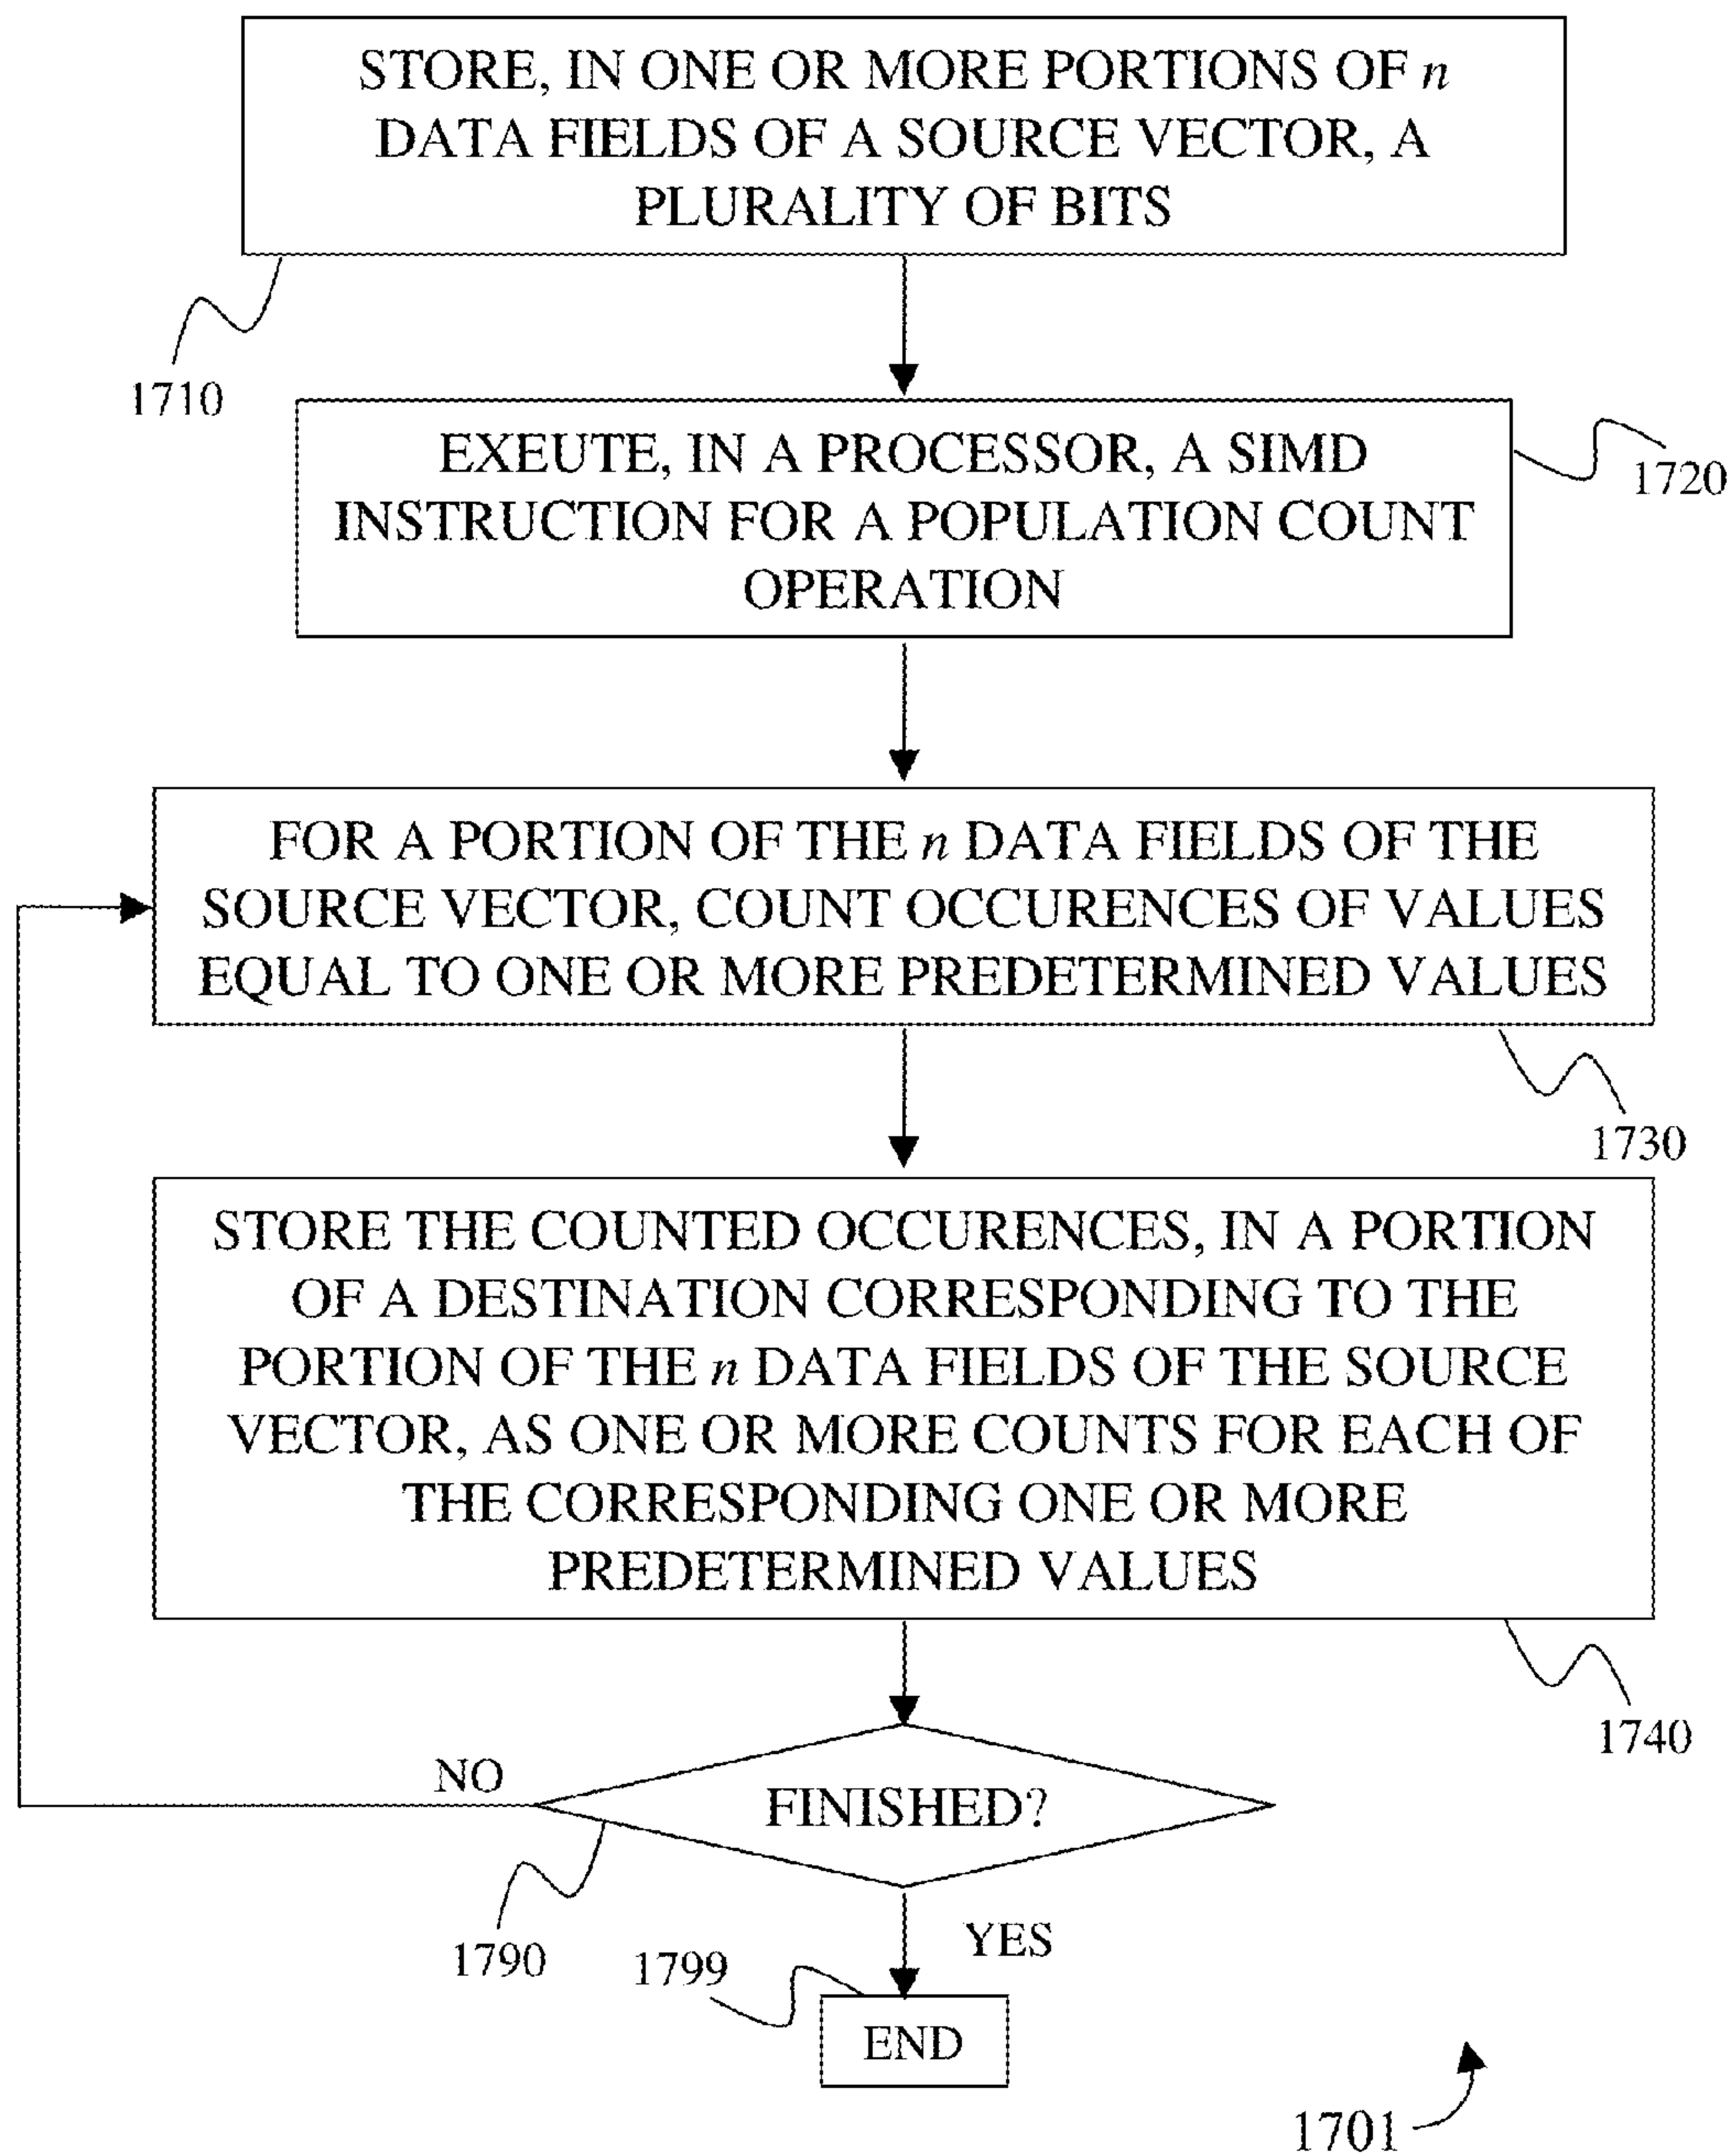 STORE, IN ONE OR MORE PORTIONS OF n
DATA FIELDS OF A SOURCE VECTOR, A
PLURALITY OF BITS
1710
EXEUTE, IN A PROCESSOR, A SIMD
INSTRUCTION FOR A POPULATION COUNT
OPERATION
1720
FOR A PORTION OF THE n DATA FIELDS OF THE
SOURCE VECTOR, COUNT OCCURENCES OF VALUES
EQUAL TO ONE OR MORE PREDETERMINED VALUES
1730
STORE THE COUNTED OCCURENCES, IN A PORTION
OF A DESTINATION CORRESPONDING TO THE
PORTION OF THE n DATA FIELDS OF THE SOURCE
VECTOR, AS ONE OR MORE COUNTS FOR EACH OF
THE CORRESPONDING ONE OR MORE
PREDETERMINED VALUES
1740
NO
FINISHED?
1790
YES
1799
END
1701